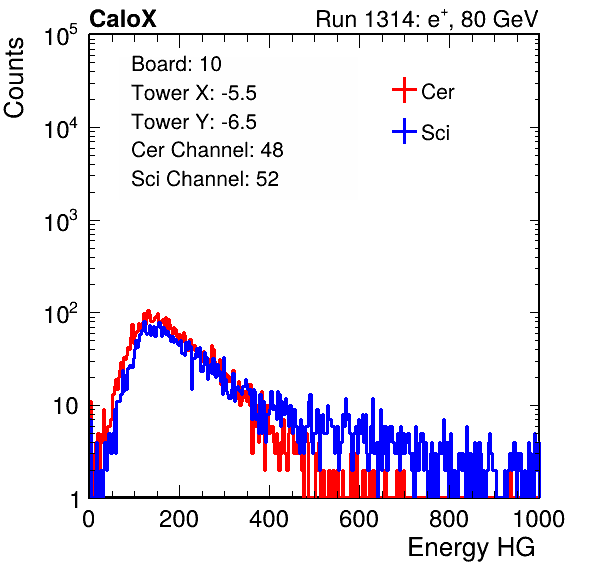 CaloX Run 1314: e⁺, 80 GeV
Counts
10⁵
10⁴
10³
10²
10
1
Board: 10
Tower X: -5.5
Tower Y: -6.5
Cer Channel: 48
Sci Channel: 52
Cer
Sci
0 200 400 600 800 1000
Energy HG